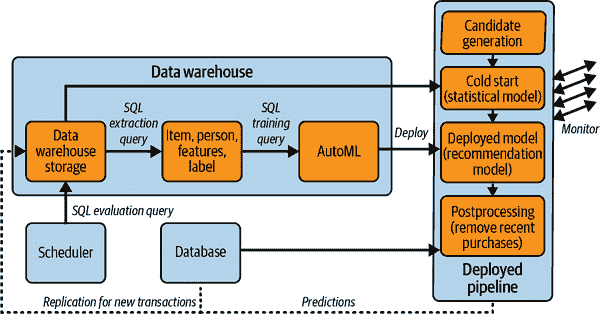 Data warehouse
Data
warehouse
storage
SQL
extraction
query
Item, person,
features,
label
SQL
training
query
AutoML
Deploy
SQL evaluation query
Scheduler
Database
Replication for new transactions
Predictions
Candidate
generation
Cold start
(statistical model)
Deployed model
(recommendation
model)
Postprocessing
(remove recent
purchases)
Deployed
pipeline
Monitor